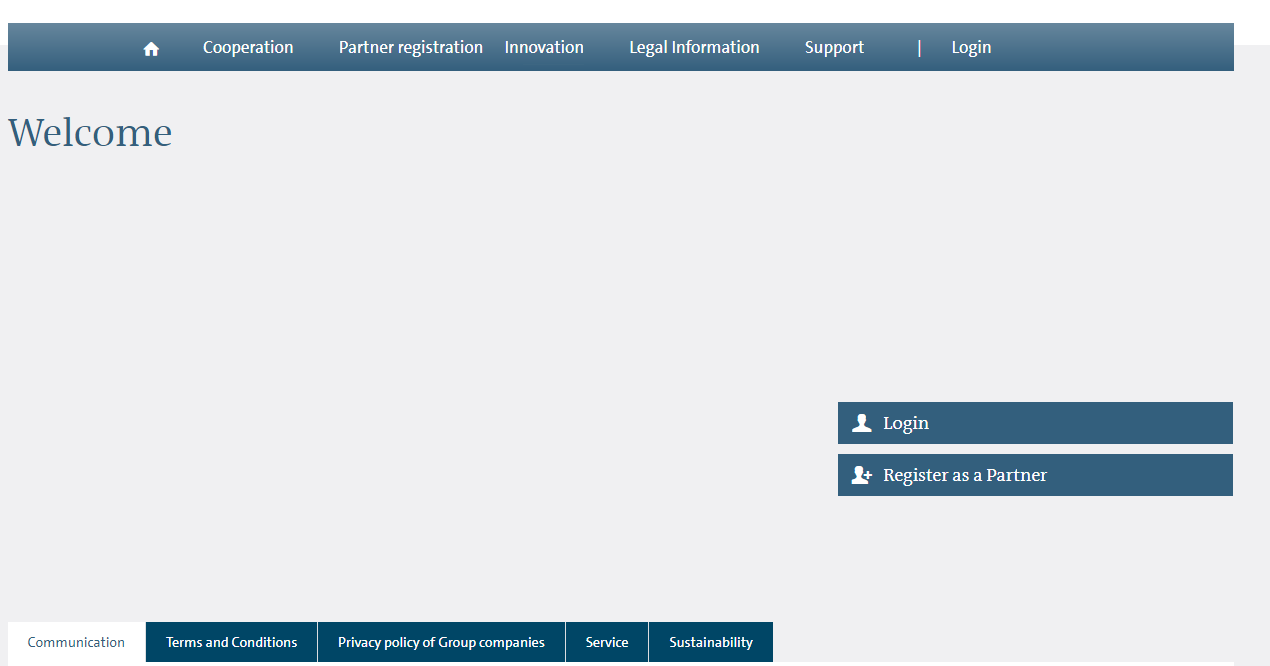 Cooperation Partner registration Innovation Legal Information Support | Login
Welcome
Login
Register as a Partner
Communication Terms and Conditions Privacy policy of Group companies Service Sustainability